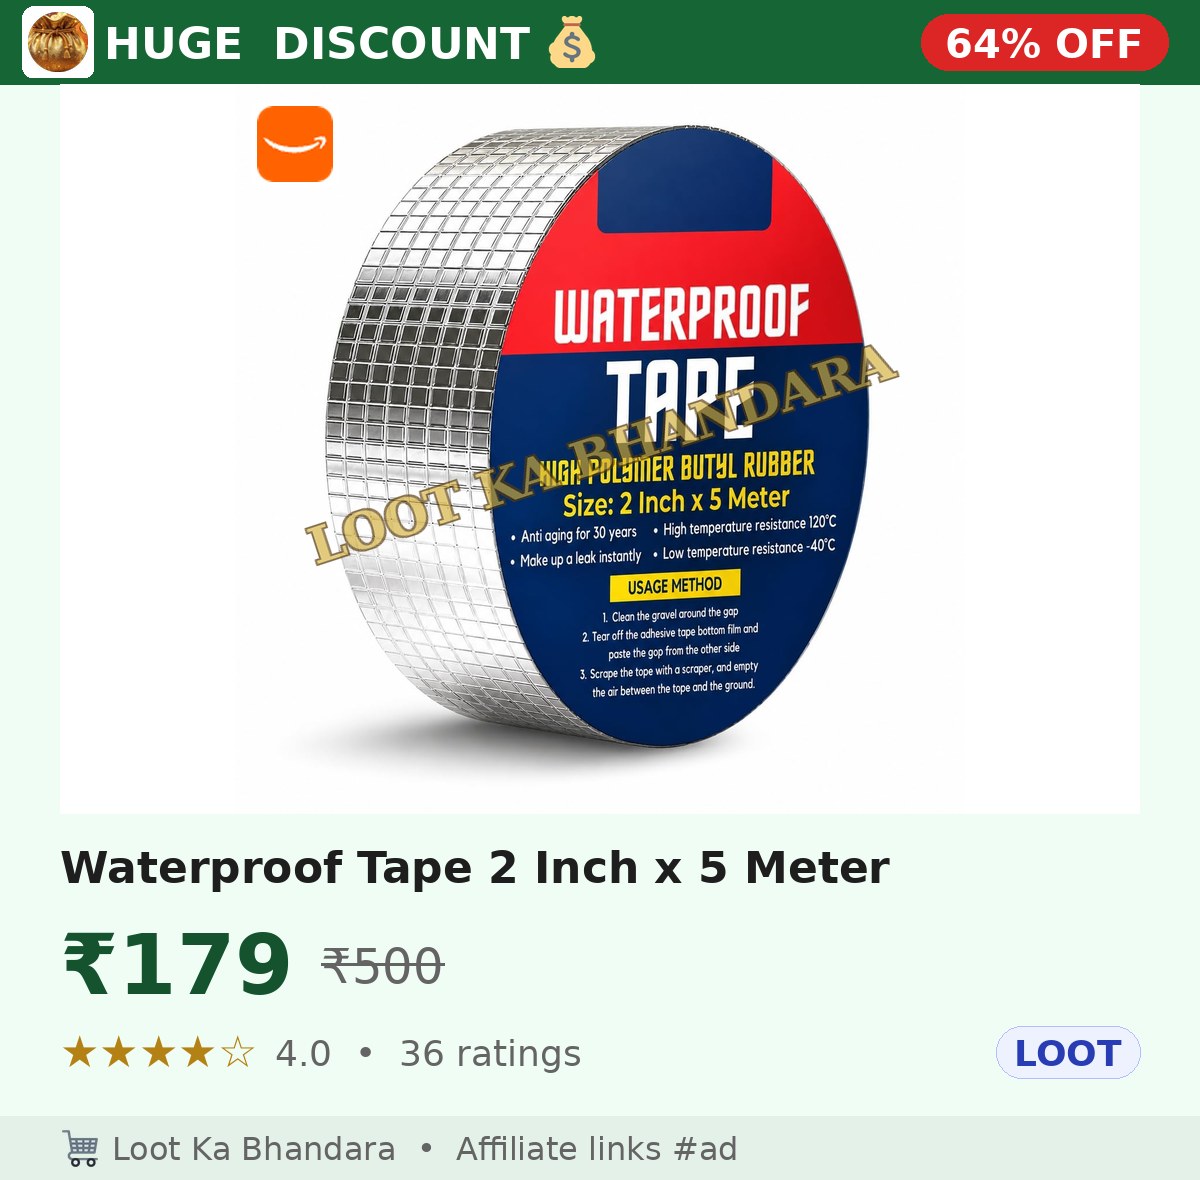 HUGE DISCOUNT
64% OFF
WATERPROOF
TAPE
HIGH POLYMER BUTYL RUBBER
Size: 2 Inch x 5 Meter
• Anti aging for 30 years • High temperature resistance 120°C
• Make up a leak instantly • Low temperature resistance -40°C
USAGE METHOD
1. Clean the gravel around the gap
2. Tear off the adhesive tape bottom film and
paste the gop from the other side
3. Scrape the tape with a scraper, and empty
the air between the tape and the ground.
LOOT KA BHANDARA
Waterproof Tape 2 Inch x 5 Meter
₹179 ₹500
★★★★☆ 4.0 • 36 ratings
LOOT
Loot Ka Bhandara • Affiliate links #ad